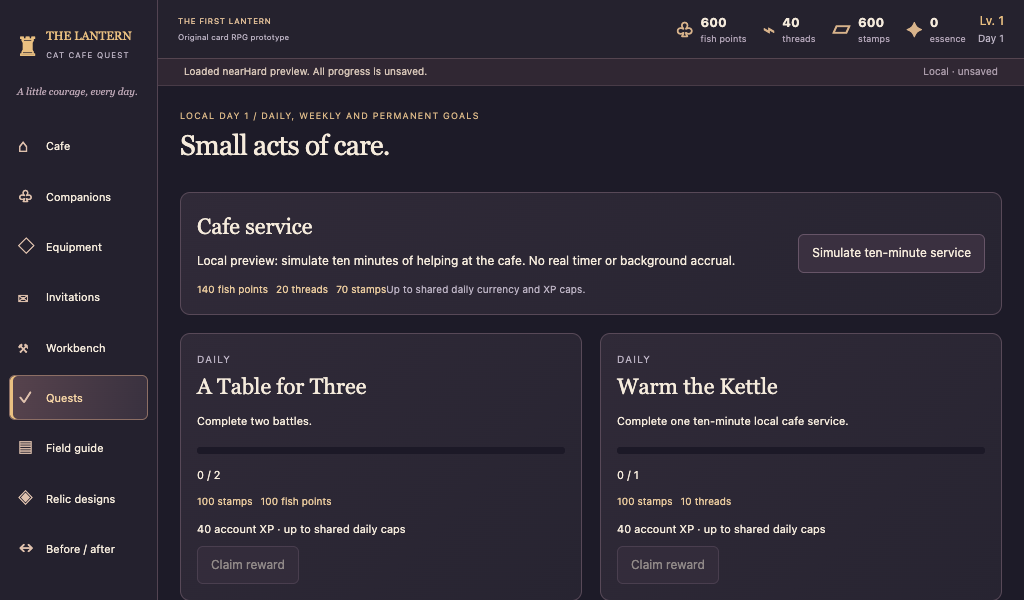 THE LANTERN
CAT CAFE QUEST
A little courage, every day.
Cafe
Companions
Equipment
Invitations
Workbench
Quests
Field guide
Relic designs
Before / after
THE FIRST LANTERN
Original card RPG prototype
600
fish points
40
threads
600
stamps
0
essence
Lv. 1
Day 1
Loaded nearHard preview. All progress is unsaved.
Local · unsaved
LOCAL DAY 1 / DAILY, WEEKLY AND PERMANENT GOALS
Small acts of care.
Cafe service
Local preview: simulate ten minutes of helping at the cafe. No real timer or background accrual.
140 fish points 20 threads 70 stampsUp to shared daily currency and XP caps.
Simulate ten-minute service
DAILY
A Table for Three
Complete two battles.
0 / 2
100 stamps 100 fish points
40 account XP · up to shared daily caps
Claim reward
DAILY
Warm the Kettle
Complete one ten-minute local cafe service.
0 / 1
100 stamps 10 threads
40 account XP · up to shared daily caps
Claim reward